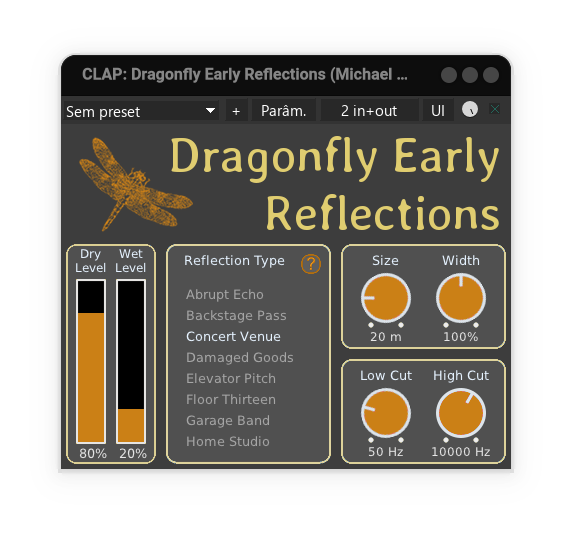 CLAP: Dragonfly Early Reflections (Michael ...
Sem preset + Parâm. 2 in+out UI
Dragonfly Early
Reflections
Dry Level
Wet Level
80%
20%
Reflection Type ?
Abrupt Echo
Backstage Pass
Concert Venue
Damaged Goods
Elevator Pitch
Floor Thirteen
Garage Band
Home Studio
Size Width
20 m 100%
Low Cut High Cut
50 Hz 10000 Hz